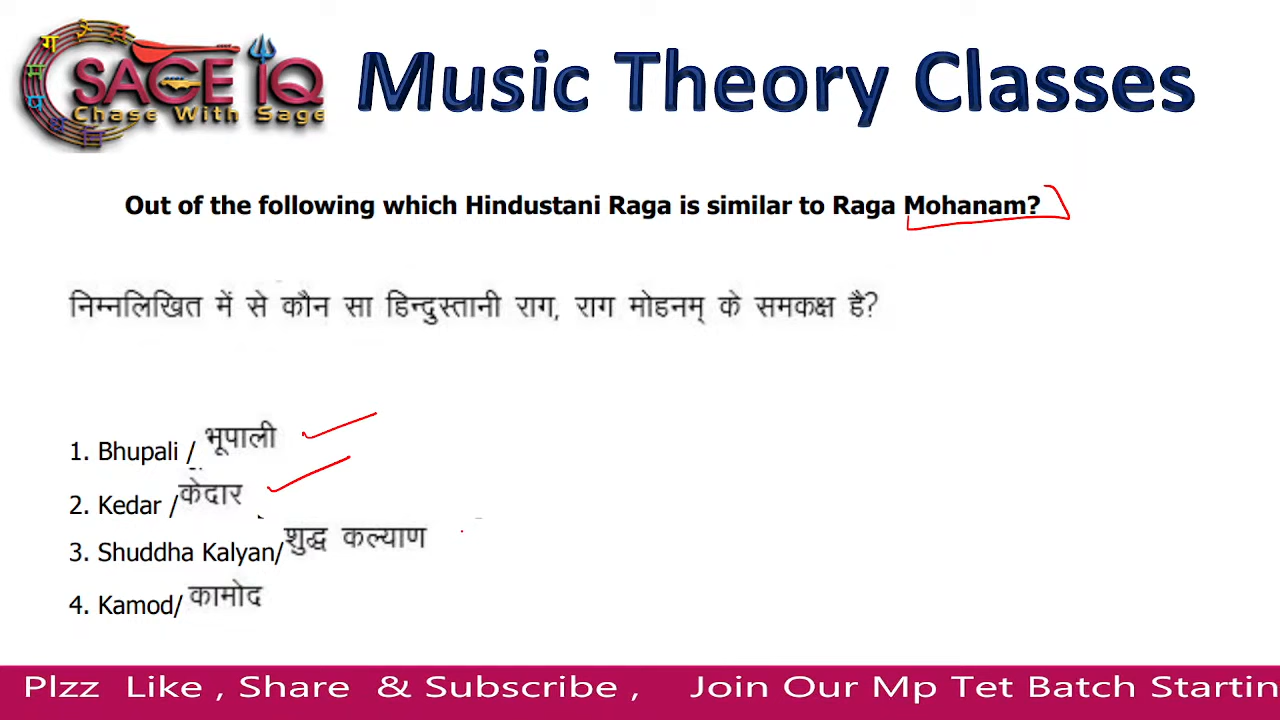 SAGE IQ
Chase With Sage
Music Theory Classes
Out of the following which Hindustani Raga is similar to Raga Mohanam?
निम्नलिखित में से कौन सा हिन्दुस्तानी राग, राग मोहनम् के समकक्ष है?
1. Bhupali / भूपाली
2. Kedar /केदार
3. Shuddha Kalyan/शुद्ध कल्याण
4. Kamod/ कामोद
Plzz Like , Share & Subscribe , Join Our Mp Tet Batch Startin